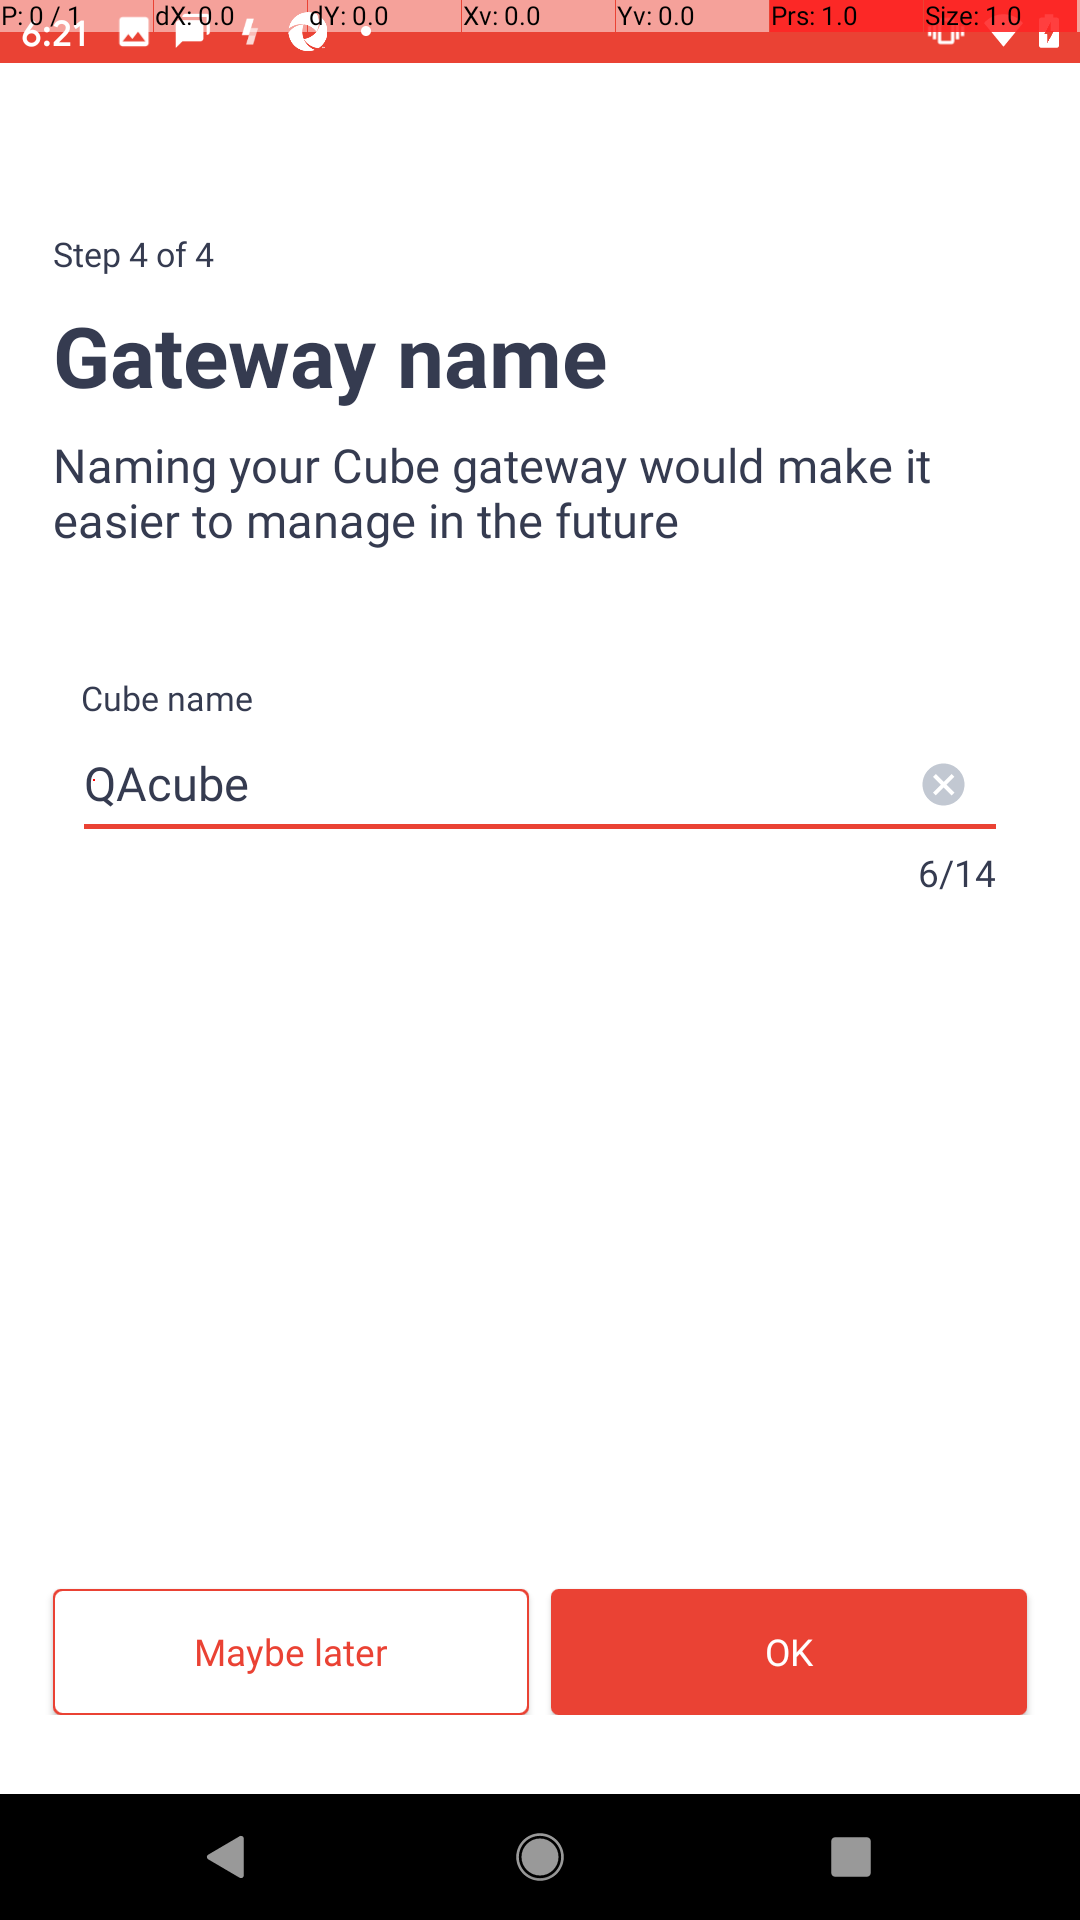 P: 0 / 1 dX: 0.0 dY: 0.0 Xv: 0.0 Yv: 0.0 Prs: 1.0 Size: 1.0
6:21
Step 4 of 4
Gateway name
Naming your Cube gateway would make it
easier to manage in the future
Cube name
QAcube
6/14
Maybe later
OK